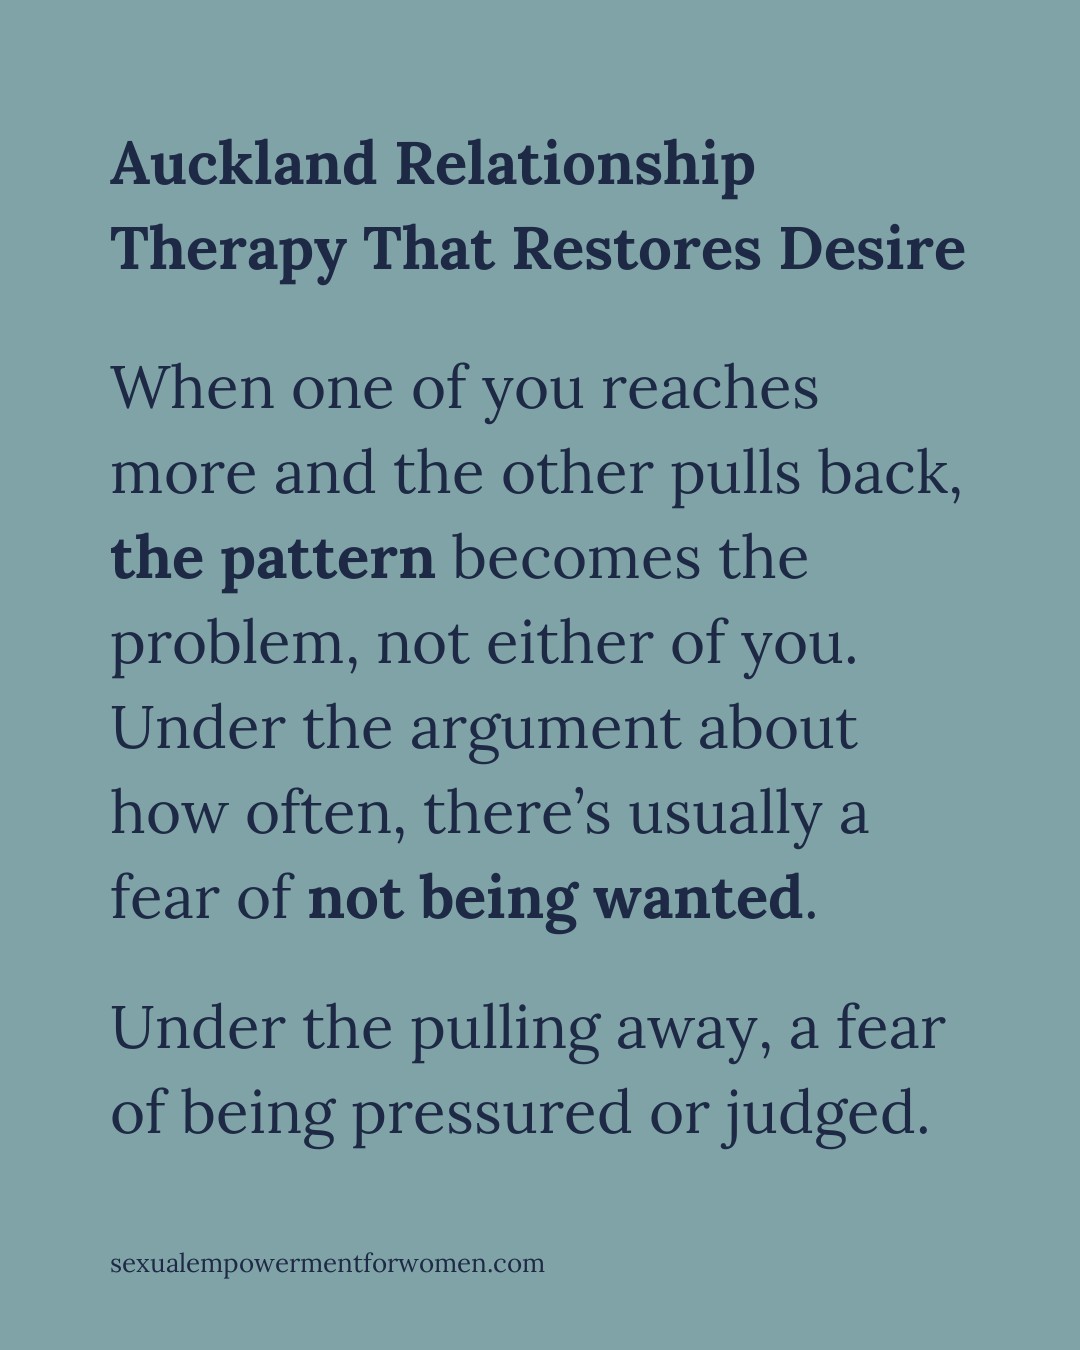 Auckland Relationship
Therapy That Restores Desire
When one of you reaches
more and the other pulls back,
the pattern becomes the
problem, not either of you.
Under the argument about
how often, there’s usually a
fear of not being wanted.
Under the pulling away, a fear
of being pressured or judged.
sexualempowermentforwomen.com